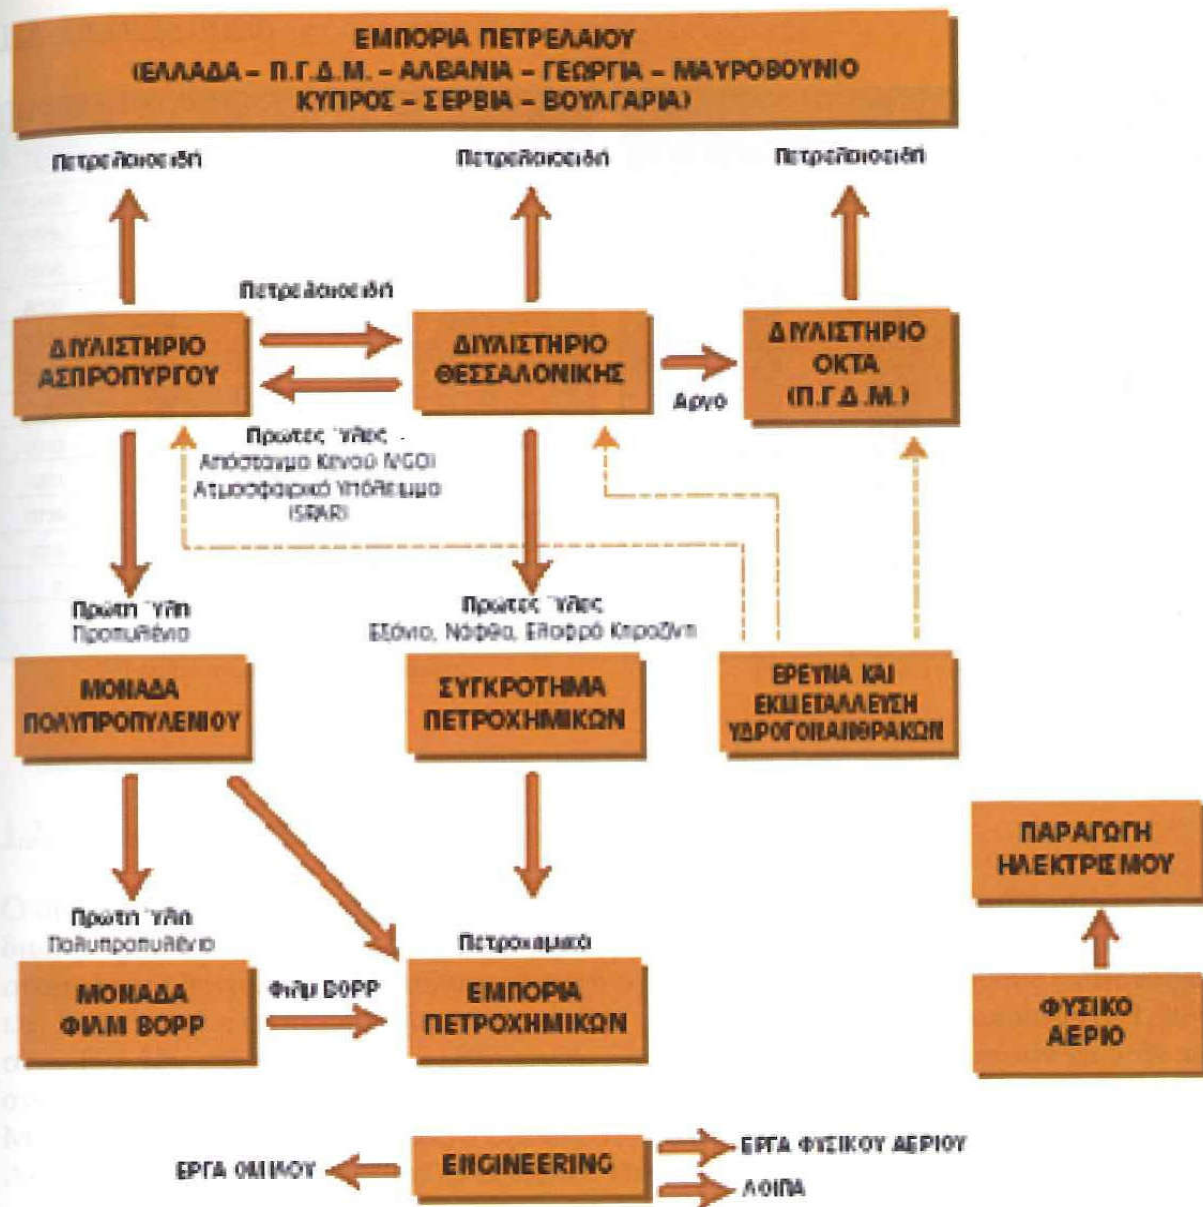 ΕΜΠΟΡΙΑ ΠΕΤΡΕΛΑΙΟΥ
(ΕΛΛΑΔΑ – Π.Γ.Δ.Μ. – ΑΛΒΑΝΙΑ – ΓΕΩΡΓΙΑ – ΜΑΥΡΟΒΟΥΝΙΟ
ΚΥΠΡΟΣ – ΣΕΡΒΙΑ – ΒΟΥΛΓΑΡΙΑ)
Πετρελαιοειδή
Πετρελαιοειδή
Πετρελαιοειδή
Πετρελαιοειδή
ΔΙΥΛΙΣΤΗΡΙΟ
ΑΣΠΡΟΠΥΡΓΟΥ
ΔΙΥΛΙΣΤΗΡΙΟ
ΘΕΣΣΑΛΟΝΙΚΗΣ
Αργό
ΔΙΥΛΙΣΤΗΡΙΟ
ΟΚΤΑ
(Π.Γ.Δ.Μ.)
Πρώτες Ύλες
Απόσταγμα Κενού (VGO)
Ατμοσφαιρικό Υπόλειμμα
(SRAR)
Πρώτη Ύλη
Προπυλένιο
Πρώτες Ύλες
Εξάνιο, Νάφθα, Ελαφρά Κηροζίνη
ΜΟΝΑΔΑ
ΠΟΛΥΠΡΟΠΥΛΕΝΙΟΥ
ΣΥΓΚΡΟΤΗΜΑ
ΠΕΤΡΟΧΗΜΙΚΩΝ
ΕΡΕΥΝΑ ΚΑΙ
ΕΚΜΕΤΑΛΛΕΥΣΗ
ΥΔΡΟΓΟΝΑΝΘΡΑΚΩΝ
ΠΑΡΑΓΩΓΗ
ΗΛΕΚΤΡΙΣΜΟΥ
Πρώτη Ύλη
Πολυπροπυλένιο
Πετροχημικά
ΜΟΝΑΔΑ
ΦΙΛΜ BOPP
Φιλμ BOPP
ΕΜΠΟΡΙΑ
ΠΕΤΡΟΧΗΜΙΚΩΝ
ΦΥΣΙΚΟ
ΑΕΡΙΟ
ΕΡΓΑ ΟΜΙΛΟΥ
ENGINEERING
ΕΡΓΑ ΦΥΣΙΚΟΥ ΑΕΡΙΟΥ
ΛΟΙΠΑ